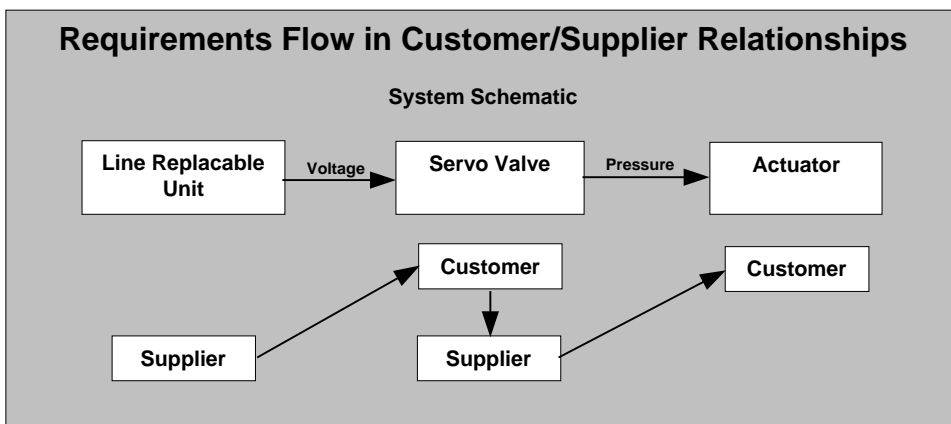 Requirements Flow in Customer/Supplier Relationships
System Schematic
Line Replacable
Unit
Voltage
Servo Valve
Pressure
Actuator
Customer
Customer
Supplier
Supplier